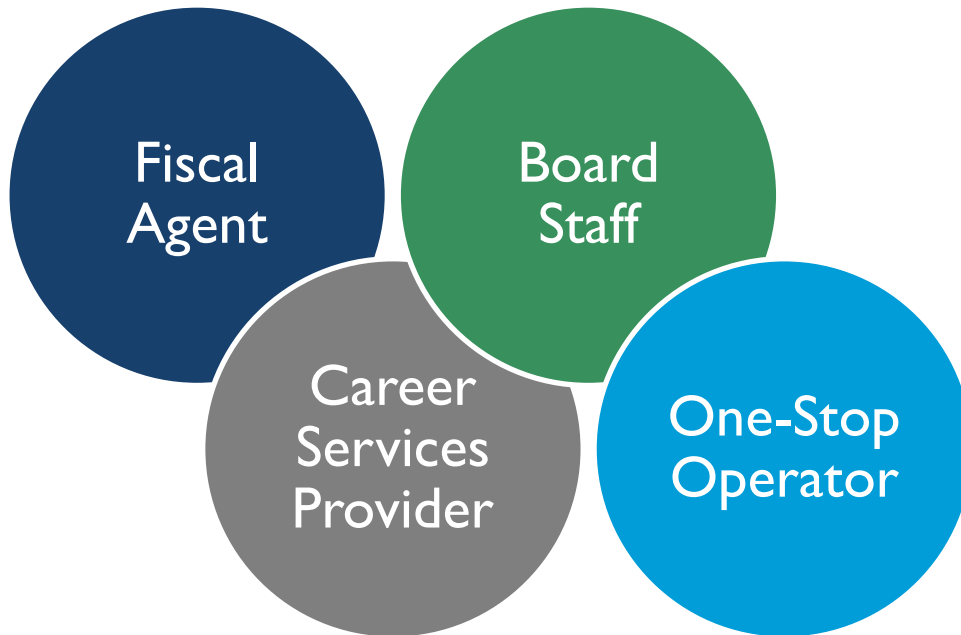 Fiscal
Agent
Board
Staff
Career
Services
Provider
One-Stop
Operator